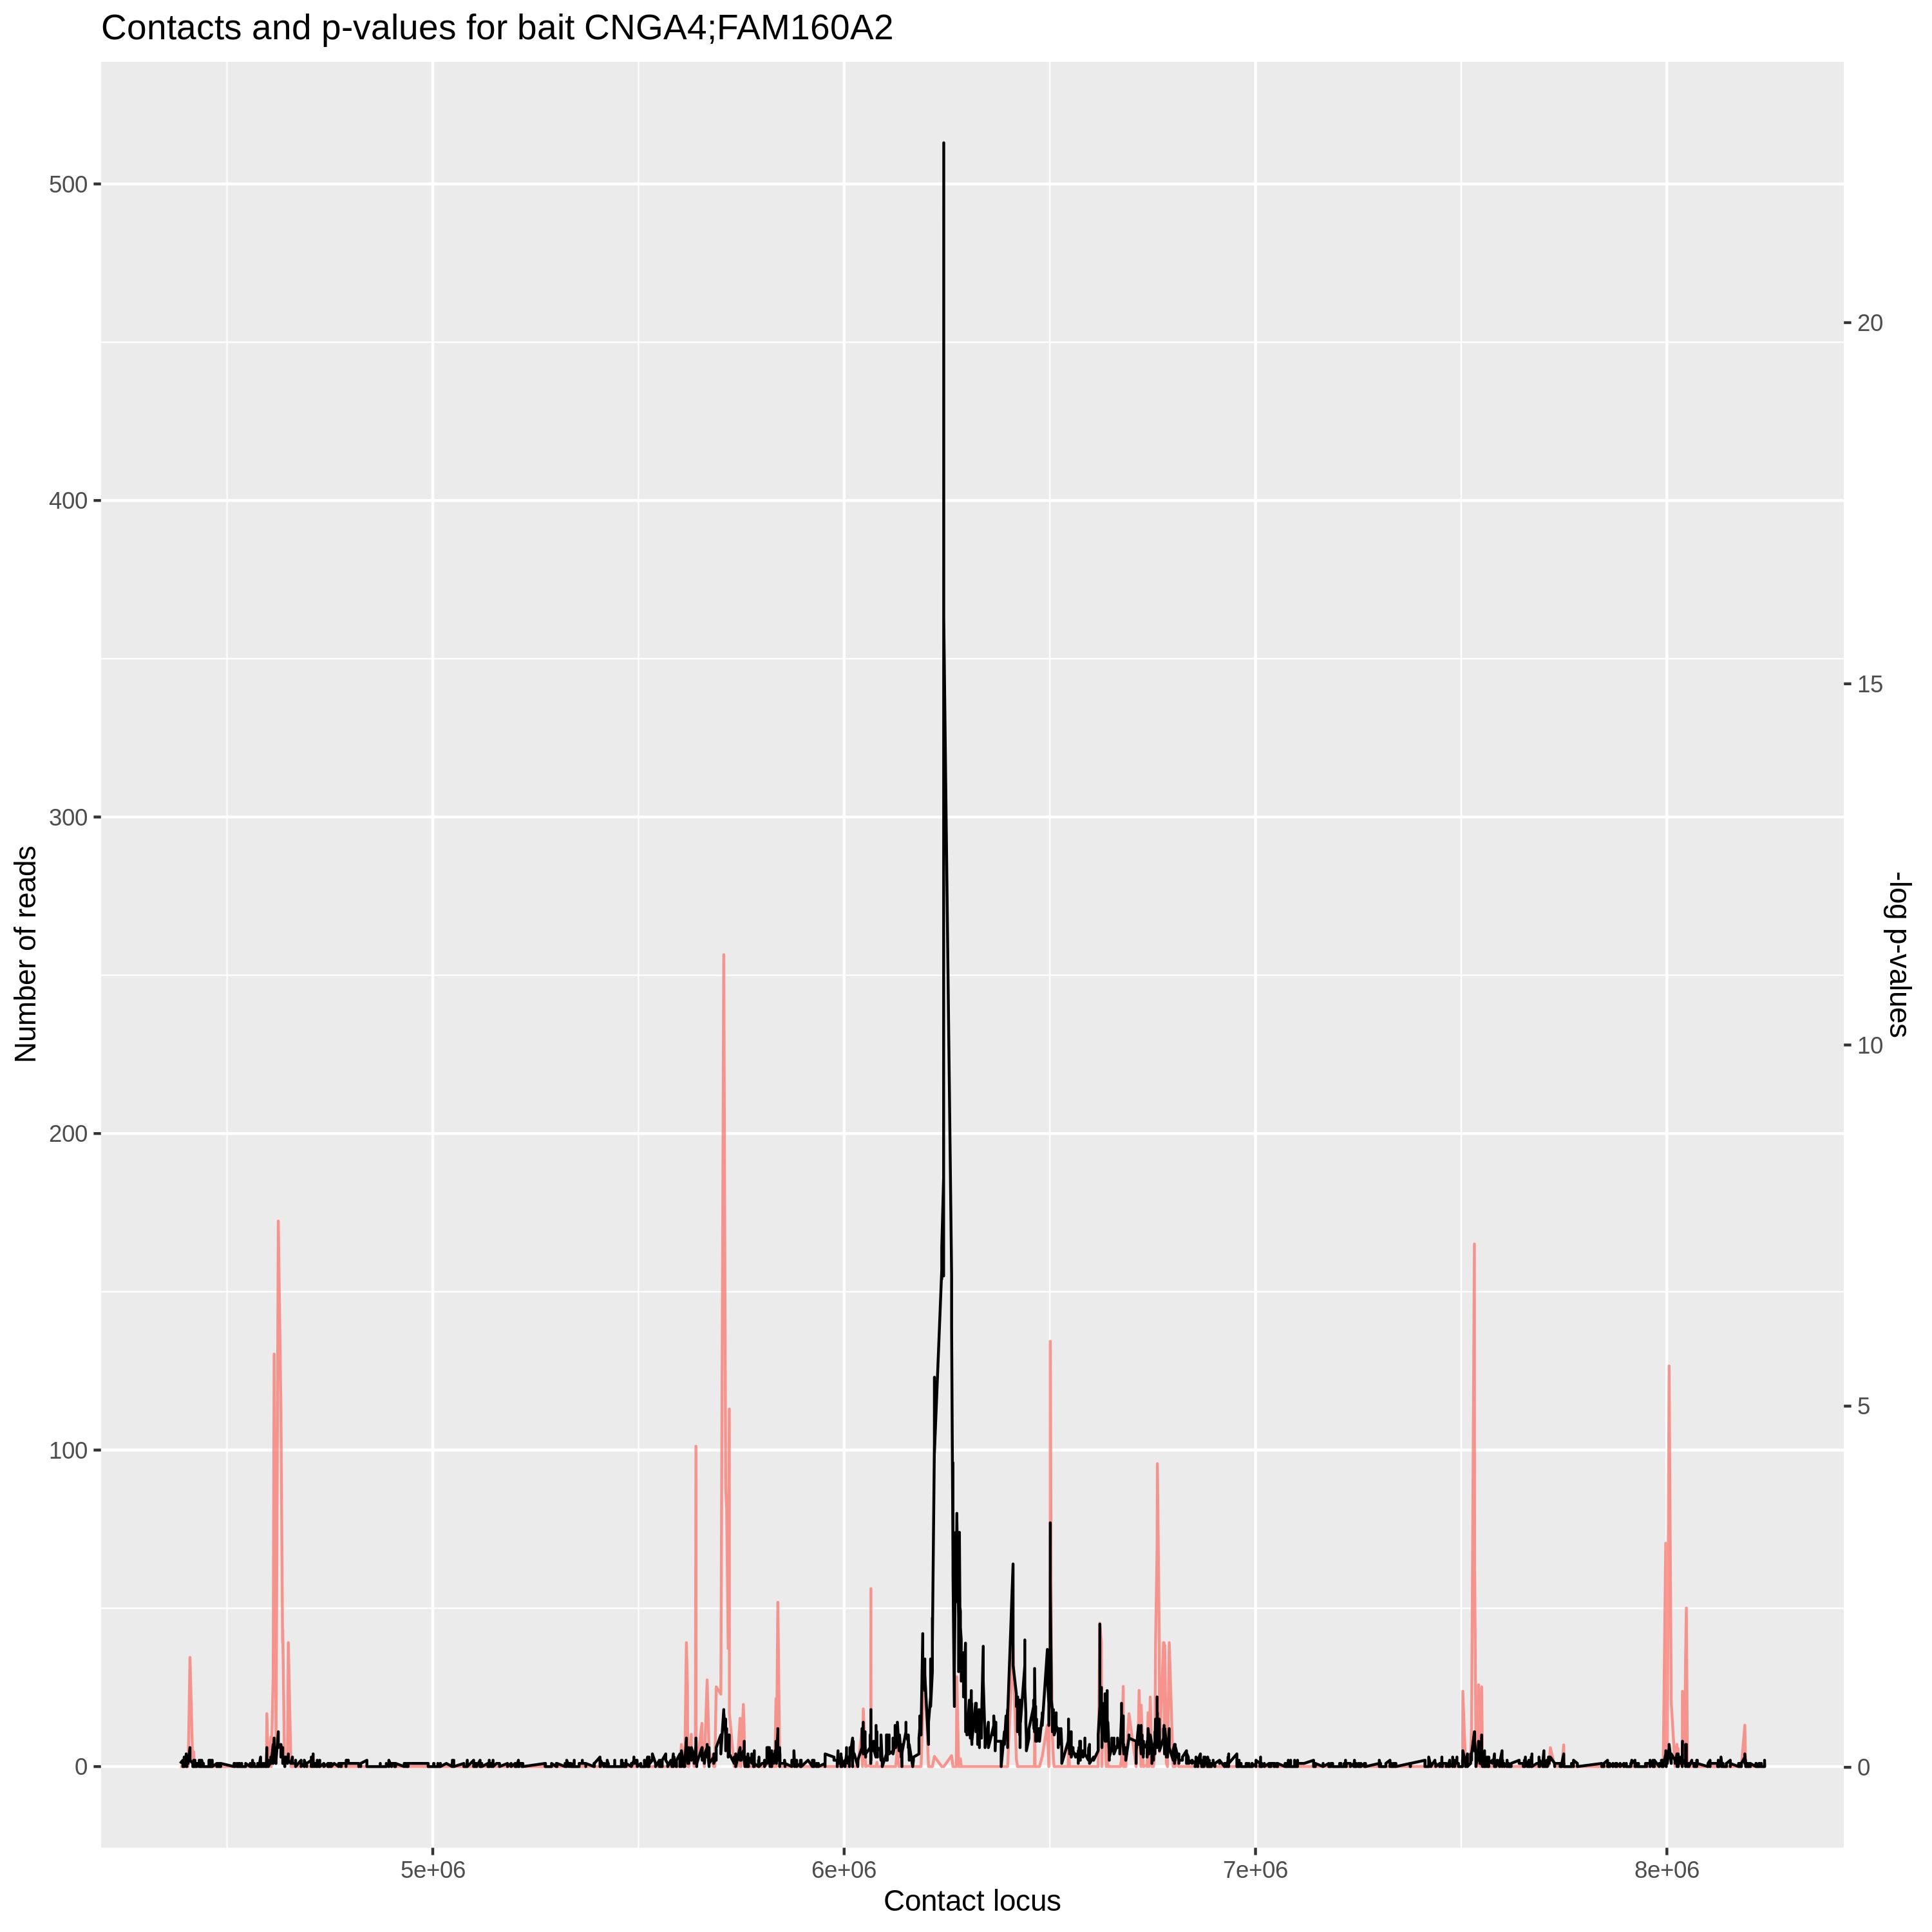 Contacts and p-values for bait CNGA4;FAM160A2
500
400
300
200
100
0
Number of reads
20
15
10
5
0
-log p-values
5e+06
6e+06
7e+06
8e+06
Contact locus